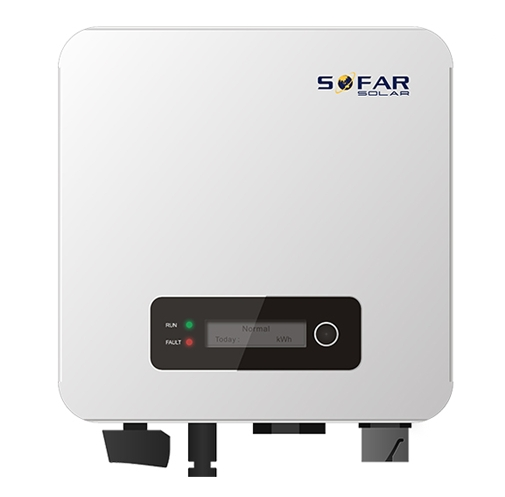 SOFAR
SOLAR
RUN
Normal
FAULT
Today : kWh